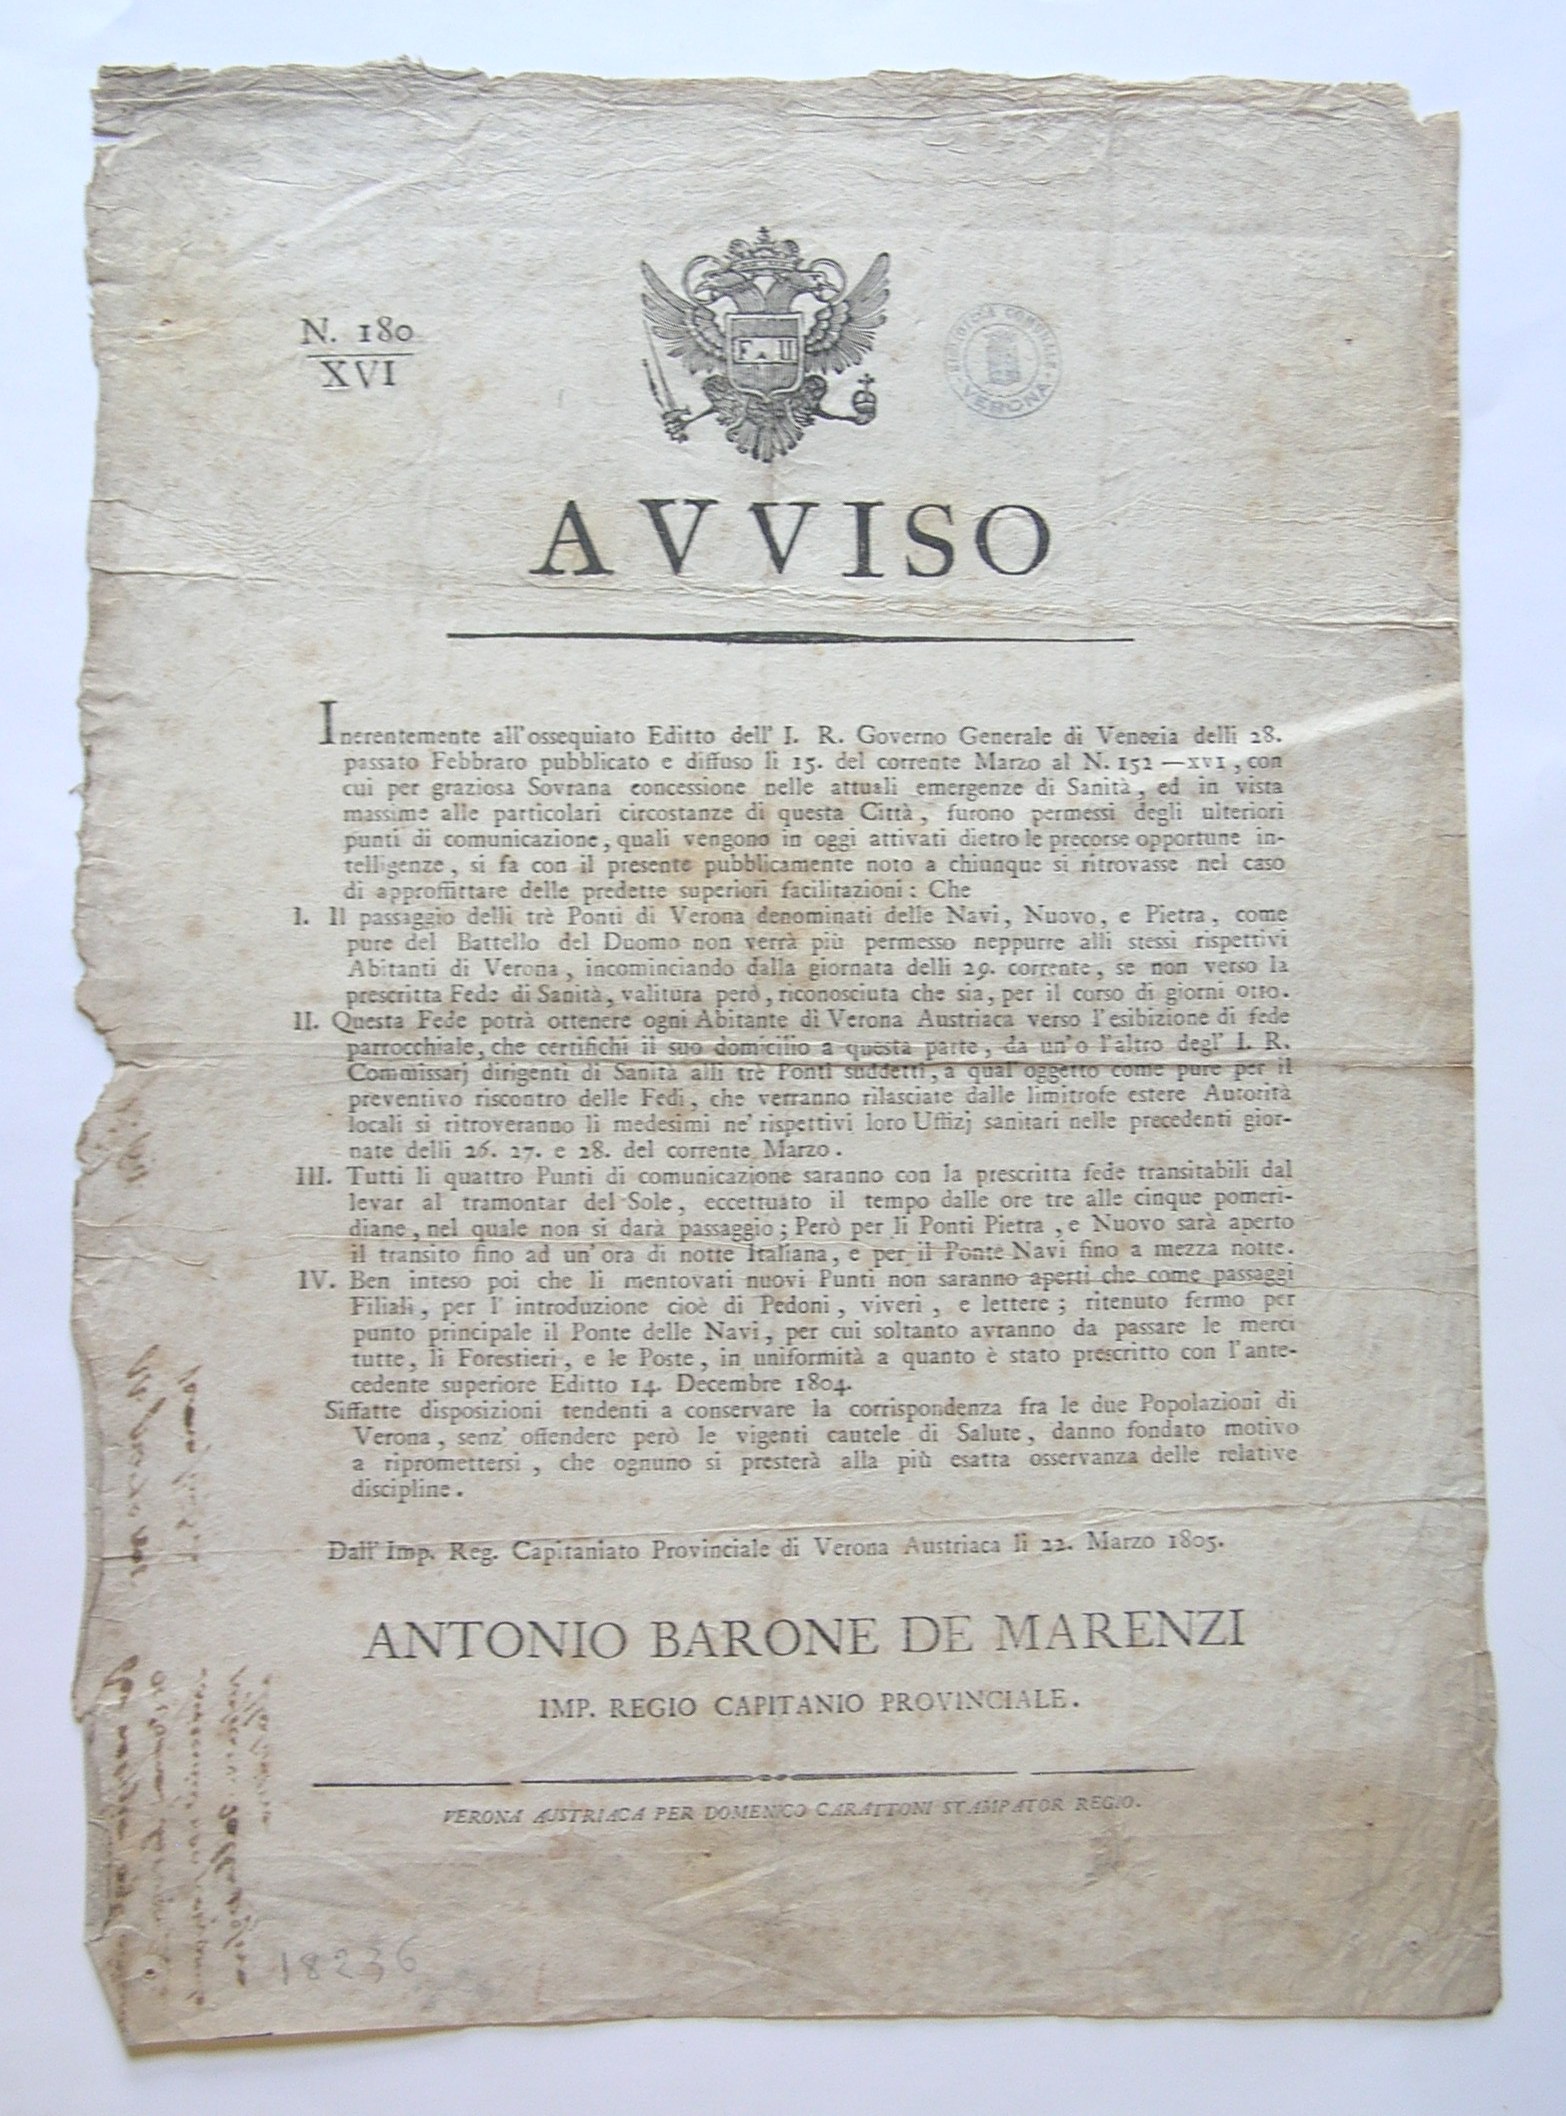 N. 180
XVI
F. II
BIBLIOTECA COMUNALE
VERONA
AVVISO
Inerentemente all'ossequiato Editto dell' I. R. Governo Generale di Venezia delli 28.
passato Febbraro pubblicato e diffuso li 15. del corrente Marzo al N. 152 —XVI, con
cui per graziosa Sovrana concessione nelle attuali emergenze di Sanità, ed in vista
massime alle particolari circostanze di questa Città, furono permessi degli ulteriori
punti di comunicazione, quali vengono in oggi attivati dietro le precorse opportune in-
telligenze, si fa con il presente pubblicamente noto a chiunque si ritrovasse nel caso
di approffittare delle predette superiori facilitazioni: Che
I. Il passaggio delli trè Ponti di Verona denominati delle Navi, Nuovo, e Pietra, come
pure del Battello del Duomo non verrà più permesso neppurre alli stessi rispettivi
Abitanti di Verona, incominciando dalla giornata delli 29. corrente, se non verso la
prescritta Fede di Sanità, valitura però, riconosciuta che sia, per il corso di giorni otto.
II. Questa Fede potrà ottenere ogni Abitante di Verona Austriaca verso l'esibizione di fede
parrocchiale, che certifichi il suo domicilio a questa parte, da un'o l'altro degl' I. R.
Commissarj dirigenti di Sanità alli trè Ponti suddetti, a qual'oggetto come pure per il
preventivo riscontro delle Fedi, che verranno rilasciate dalle limitrofe estere Autorità
locali si ritroveranno li medesimi ne' rispettivi loro Uffizj sanitari nelle precedenti gior-
nate delli 26. 27. e 28. del corrente Marzo.
III. Tutti li quattro Punti di comunicazione saranno con la prescritta fede transitabili dal
levar al tramontar del Sole, eccettuato il tempo dalle ore tre alle cinque pomeri-
diane, nel quale non si darà passaggio; Però per li Ponti Pietra, e Nuovo sarà aperto
il transito fino ad un'ora di notte Italiana, e per il Ponte Navi fino a mezza notte.
IV. Ben inteso poi che li mentovati nuovi Punti non saranno aperti che come passaggi
Filiali, per l' introduzione cioè di Pedoni, viveri, e lettere; ritenuto fermo per
punto principale il Ponte delle Navi, per cui soltanto avranno da passare le merci
tutte, li Forestieri, e le Poste, in uniformità a quanto è stato prescritto con l'ante-
cedente superiore Editto 14. Decembre 1804.
Siffatte disposizioni tendenti a conservare la corrispondenza fra le due Popolazioni di
Verona, senz' offendere però le vigenti cautele di Salute, danno fondato motivo
a ripromettersi, che ognuno si presterà alla più esatta osservanza delle relative
discipline.
Dall' Imp. Reg. Capitaniato Provinciale di Verona Austriaca li 22. Marzo 1805.
ANTONIO BARONE DE MARENZI
IMP. REGIO CAPITANIO PROVINCIALE.
VERONA AUSTRIACA PER DOMENICO CARATTONI STAMPATOR REGIO.
18236